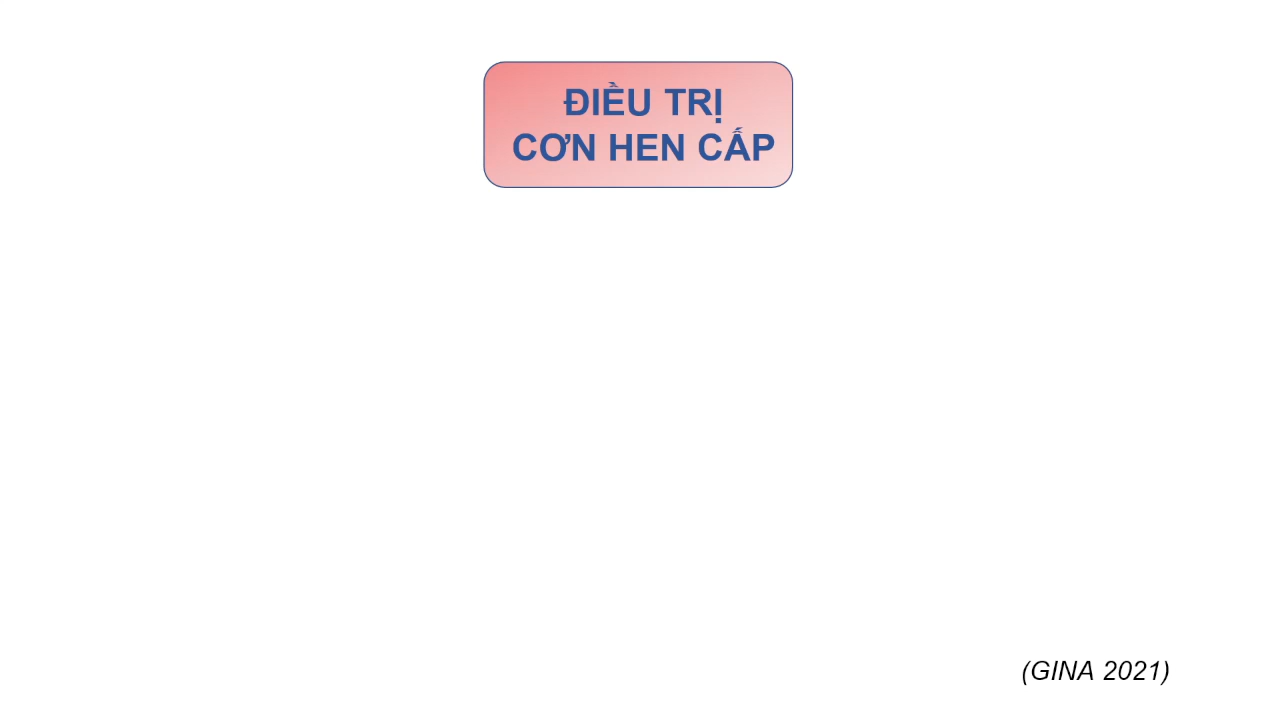 ĐIỀU TRỊ
CƠN HEN CẤP
(GINA 2021)